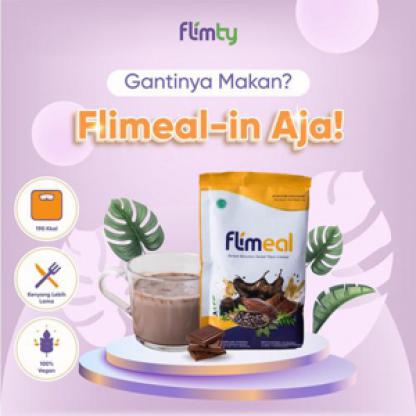 Flimty
Gantinya Makan?
Flimeal-in Aja!
190 Kkal
Kenyang Lebih
Lama
100%
Vegan
Flimeal